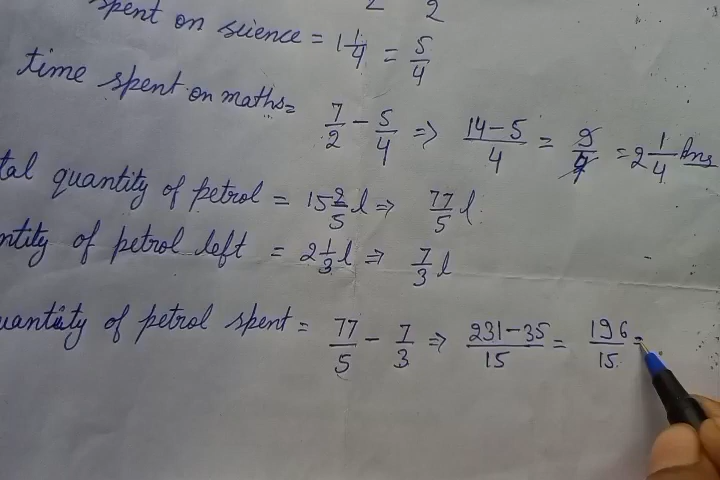 spent on science = 1 1/4 = 5/4
time spent on maths = 7/2 - 5/4 => 14-5/4 = 9/4 = 2 1/4 Ans
tal quantity of petrol = 15 2/5 l => 77/5 l
ntity of petrol left = 2 1/3 l => 7/3 l
uantity of petrol spent = 77/5 - 7/3 => 231-35/15 = 196/15 =